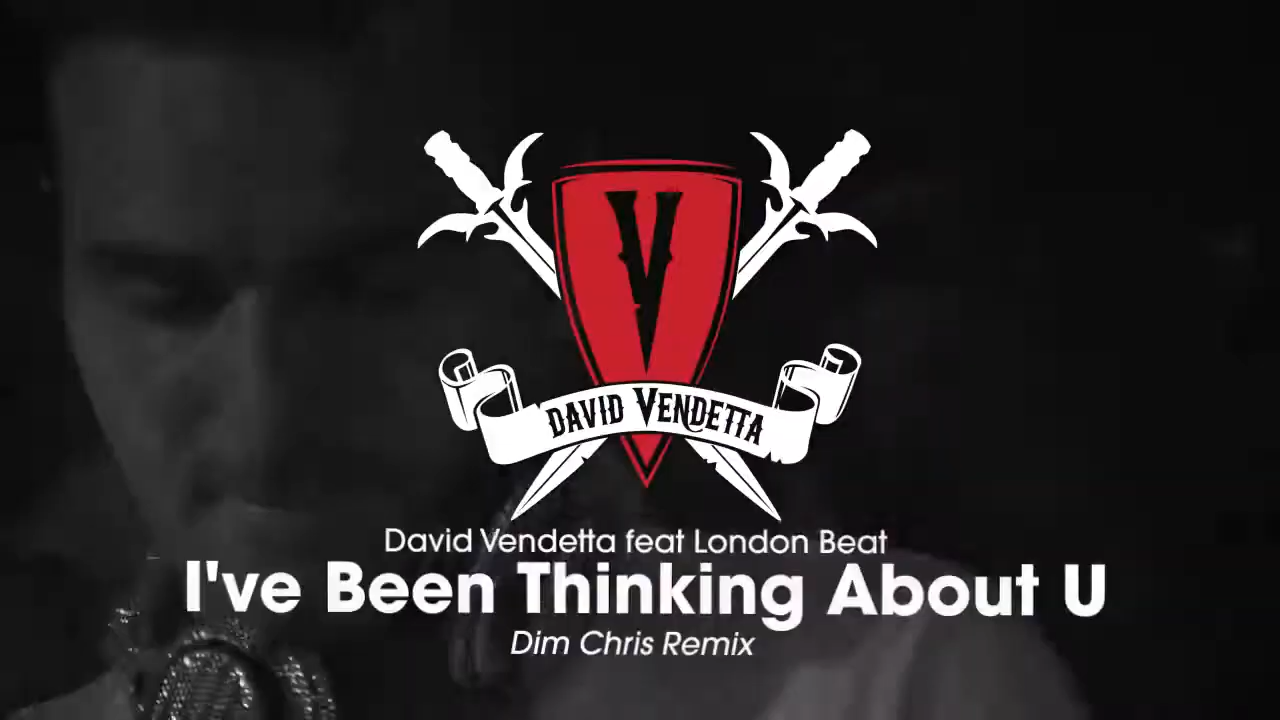 V
DAVID VENDETTA
David Vendetta feat London Beat
I've Been Thinking About U
Dim Chris Remix